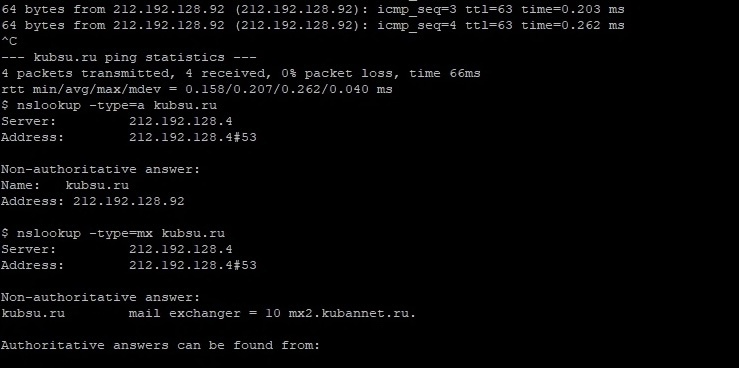 64 bytes from 212.192.128.92 (212.192.128.92): icmp_seq=3 ttl=63 time=0.203 ms
64 bytes from 212.192.128.92 (212.192.128.92): icmp_seq=4 ttl=63 time=0.262 ms
^C
--- kubsu.ru ping statistics ---
4 packets transmitted, 4 received, 0% packet loss, time 66ms
rtt min/avg/max/mdev = 0.158/0.207/0.262/0.040 ms
$ nslookup -type=a kubsu.ru
Server:         212.192.128.4
Address:        212.192.128.4#53

Non-authoritative answer:
Name:   kubsu.ru
Address: 212.192.128.92

$ nslookup -type=mx kubsu.ru
Server:         212.192.128.4
Address:        212.192.128.4#53

Non-authoritative answer:
kubsu.ru        mail exchanger = 10 mx2.kubannet.ru.

Authoritative answers can be found from: